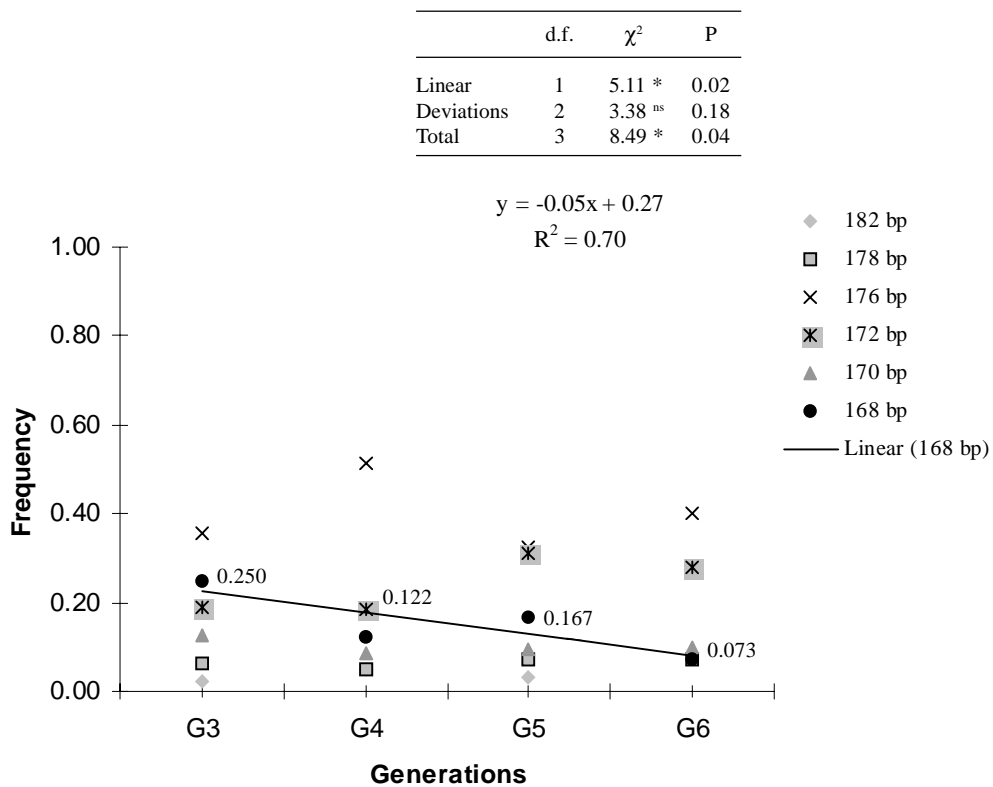 d.f. χ² P
Linear 1 5.11 * 0.02
Deviations 2 3.38 ns 0.18
Total 3 8.49 * 0.04
y = -0.05x + 0.27
R² = 0.70
182 bp
178 bp
176 bp
172 bp
170 bp
168 bp
Linear (168 bp)
Frequency
1.00
0.80
0.60
0.40
0.20
0.00
0.250
0.122
0.167
0.073
G3 G4 G5 G6
Generations